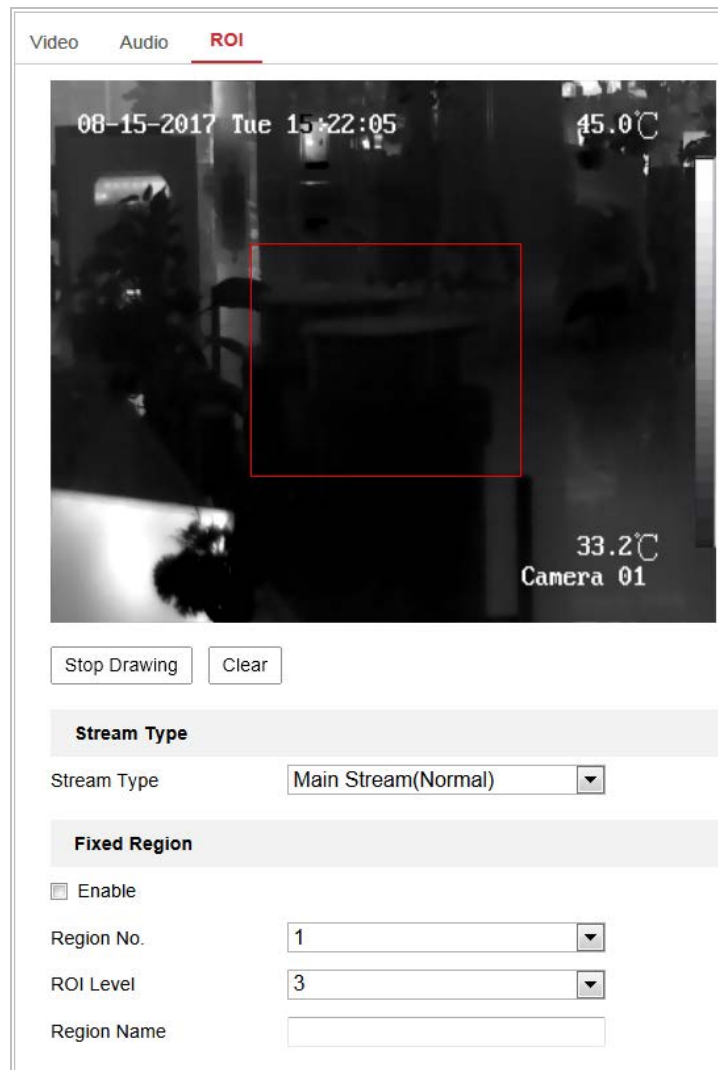 Video Audio ROI
08-15-2017 Tue 15:22:05 45.0℃
33.2℃
Camera 01
Stop Drawing Clear
Stream Type
Stream Type Main Stream(Normal)
Fixed Region
Enable
Region No. 1
ROI Level 3
Region Name